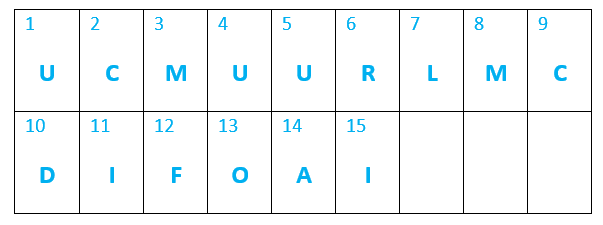 1 2 3 4 5 6 7 8 9
U C M U U R L M C
10 11 12 13 14 15
D I F O A I